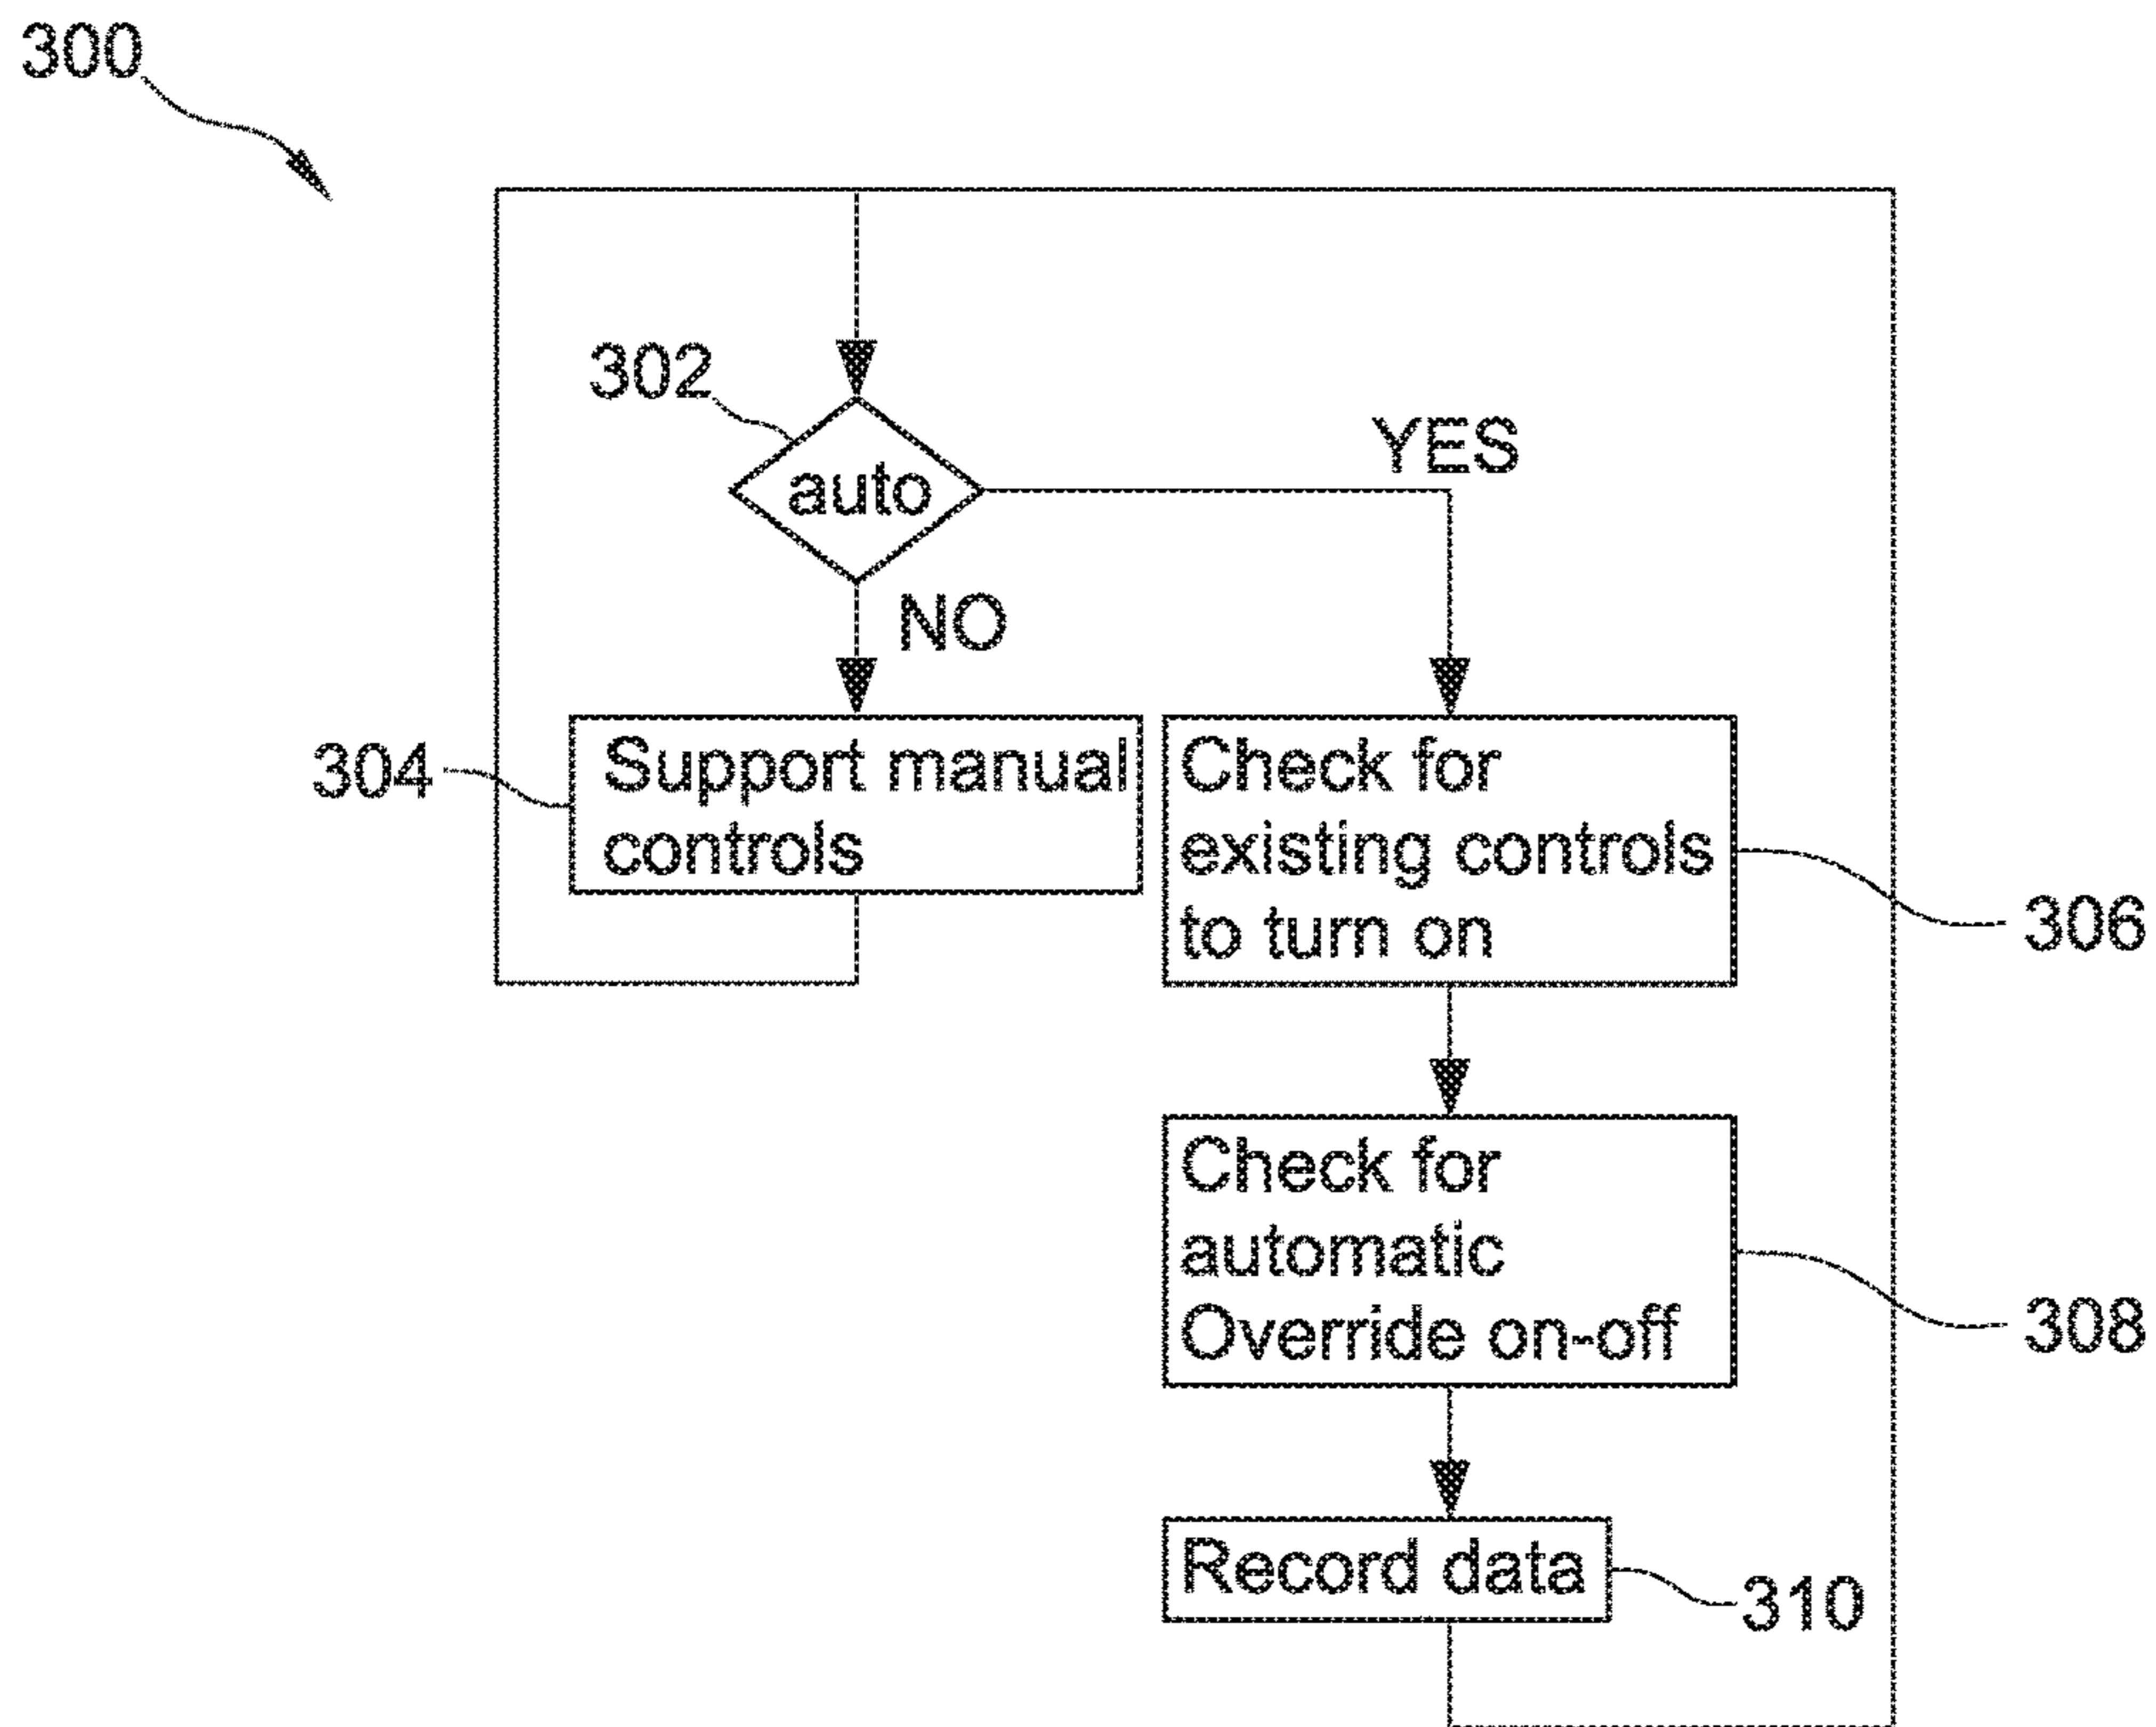 300
302
auto
YES
NO
304
Support manual
controls
Check for
existing controls
to turn on
306
Check for
automatic
Override on-off
308
Record data
310